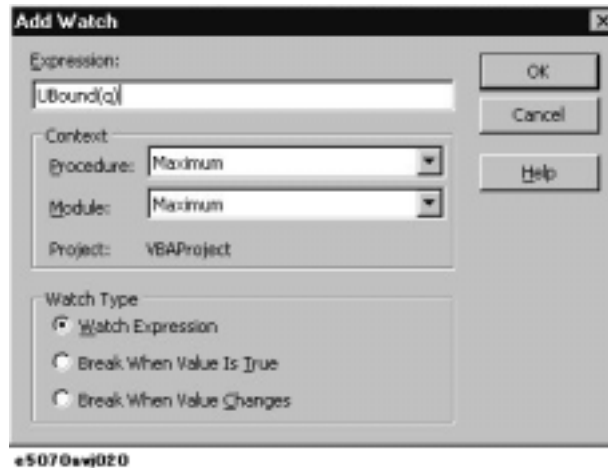 Add Watch
Expression:
UBound(q)
OK
Cancel
Help
Context
Procedure: Maximum
Module: Maximum
Project: VBAProject
Watch Type
Watch Expression
Break When Value Is True
Break When Value Changes
e5070awj020